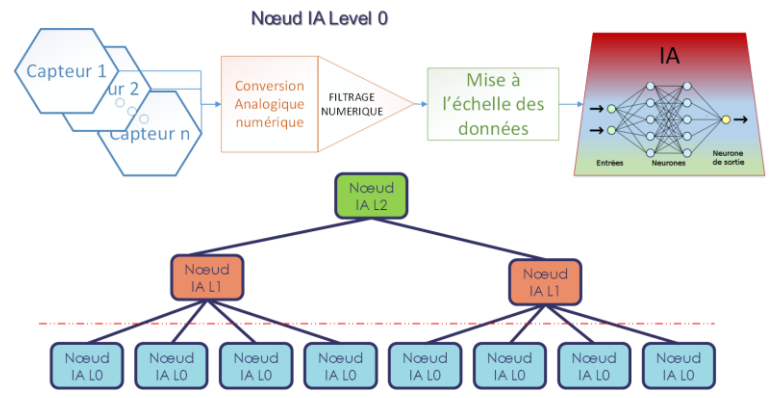 Nœud IA Level 0
Capteur 1
ur 2
Capteur n
Conversion
Analogique
numérique
FILTRAGE
NUMERIQUE
Mise à
l'échelle des
données
IA
Entrées
Neurones
Neurone
de sortie
Nœud
IA L2
Nœud
IA L1
Nœud
IA L1
Nœud
IA L0
Nœud
IA L0
Nœud
IA L0
Nœud
IA L0
Nœud
IA L0
Nœud
IA L0
Nœud
IA L0
Nœud
IA L0